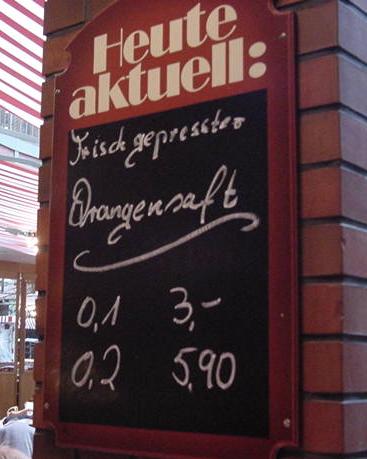 Heute
aktuell:
Frisch gepresster
Orangensaft
0,1 3,-
0,2 5,90